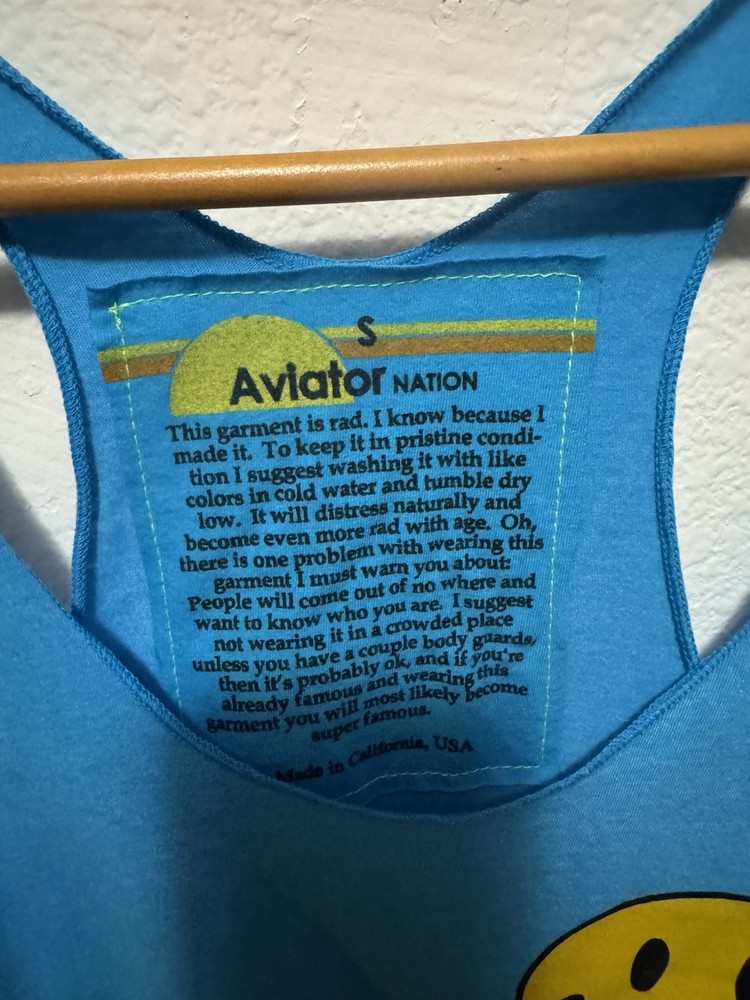 S
Aviator NATION
This garment is rad. I know because I
made it. To keep it in pristine condi-
tion I suggest washing it with like
colors in cold water and tumble dry
low. It will distress naturally and
become even more rad with age. Oh,
there is one problem with wearing this
garment I must warn you about:
People will come out of no where and
want to know who you are. I suggest
not wearing it in a crowded place
unless you have a couple body guards,
then it's probably ok, and if you're
already famous and wearing this
garment you will most likely become
super famous.
Made in California, USA